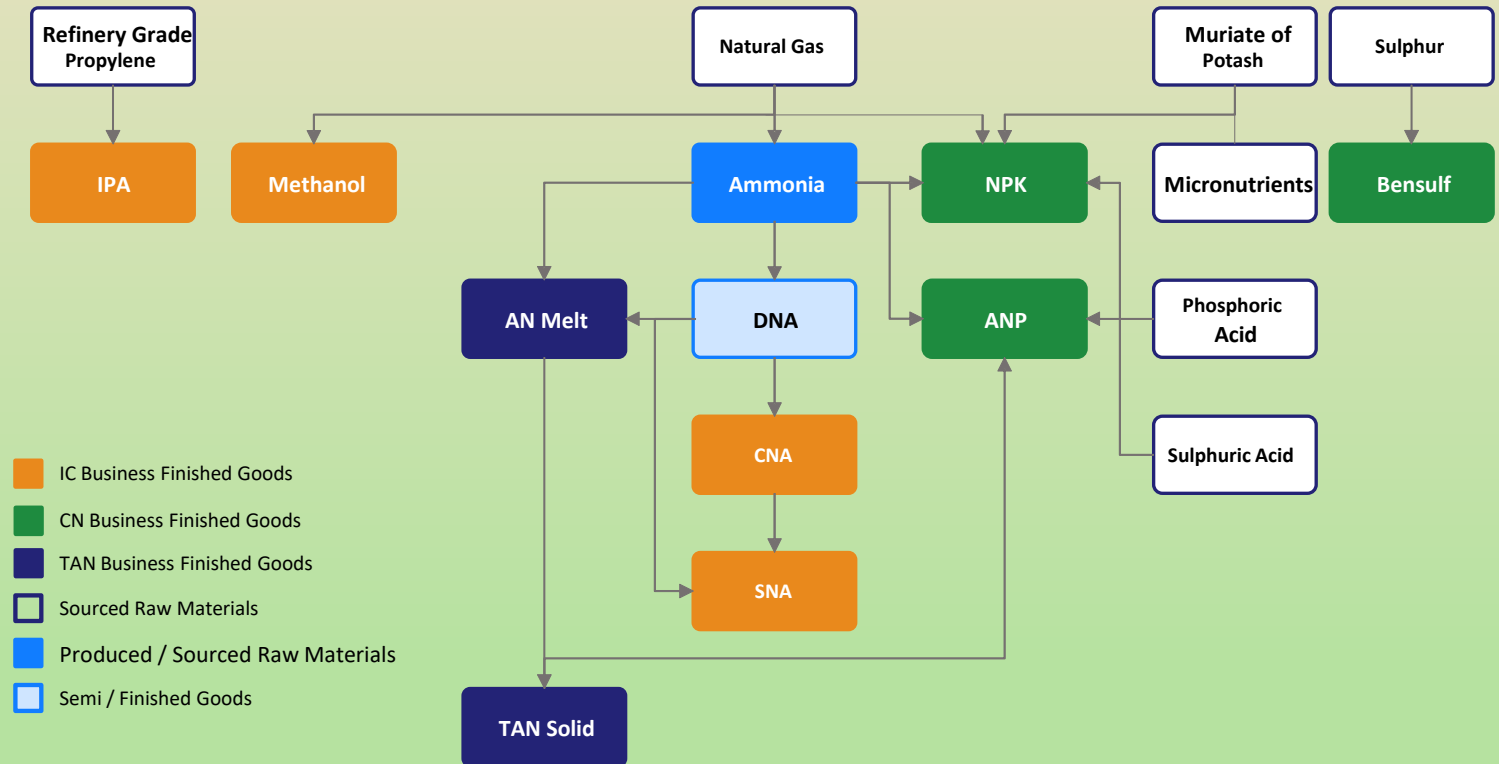 Refinery Grade
Propylene
Natural Gas
Muriate of
Potash
Sulphur
IPA
Methanol
Ammonia
NPK
Micronutrients
Bensulf
AN Melt
DNA
ANP
Phosphoric
Acid
CNA
Sulphuric Acid
SNA
TAN Solid
IC Business Finished Goods
CN Business Finished Goods
TAN Business Finished Goods
Sourced Raw Materials
Produced / Sourced Raw Materials
Semi / Finished Goods